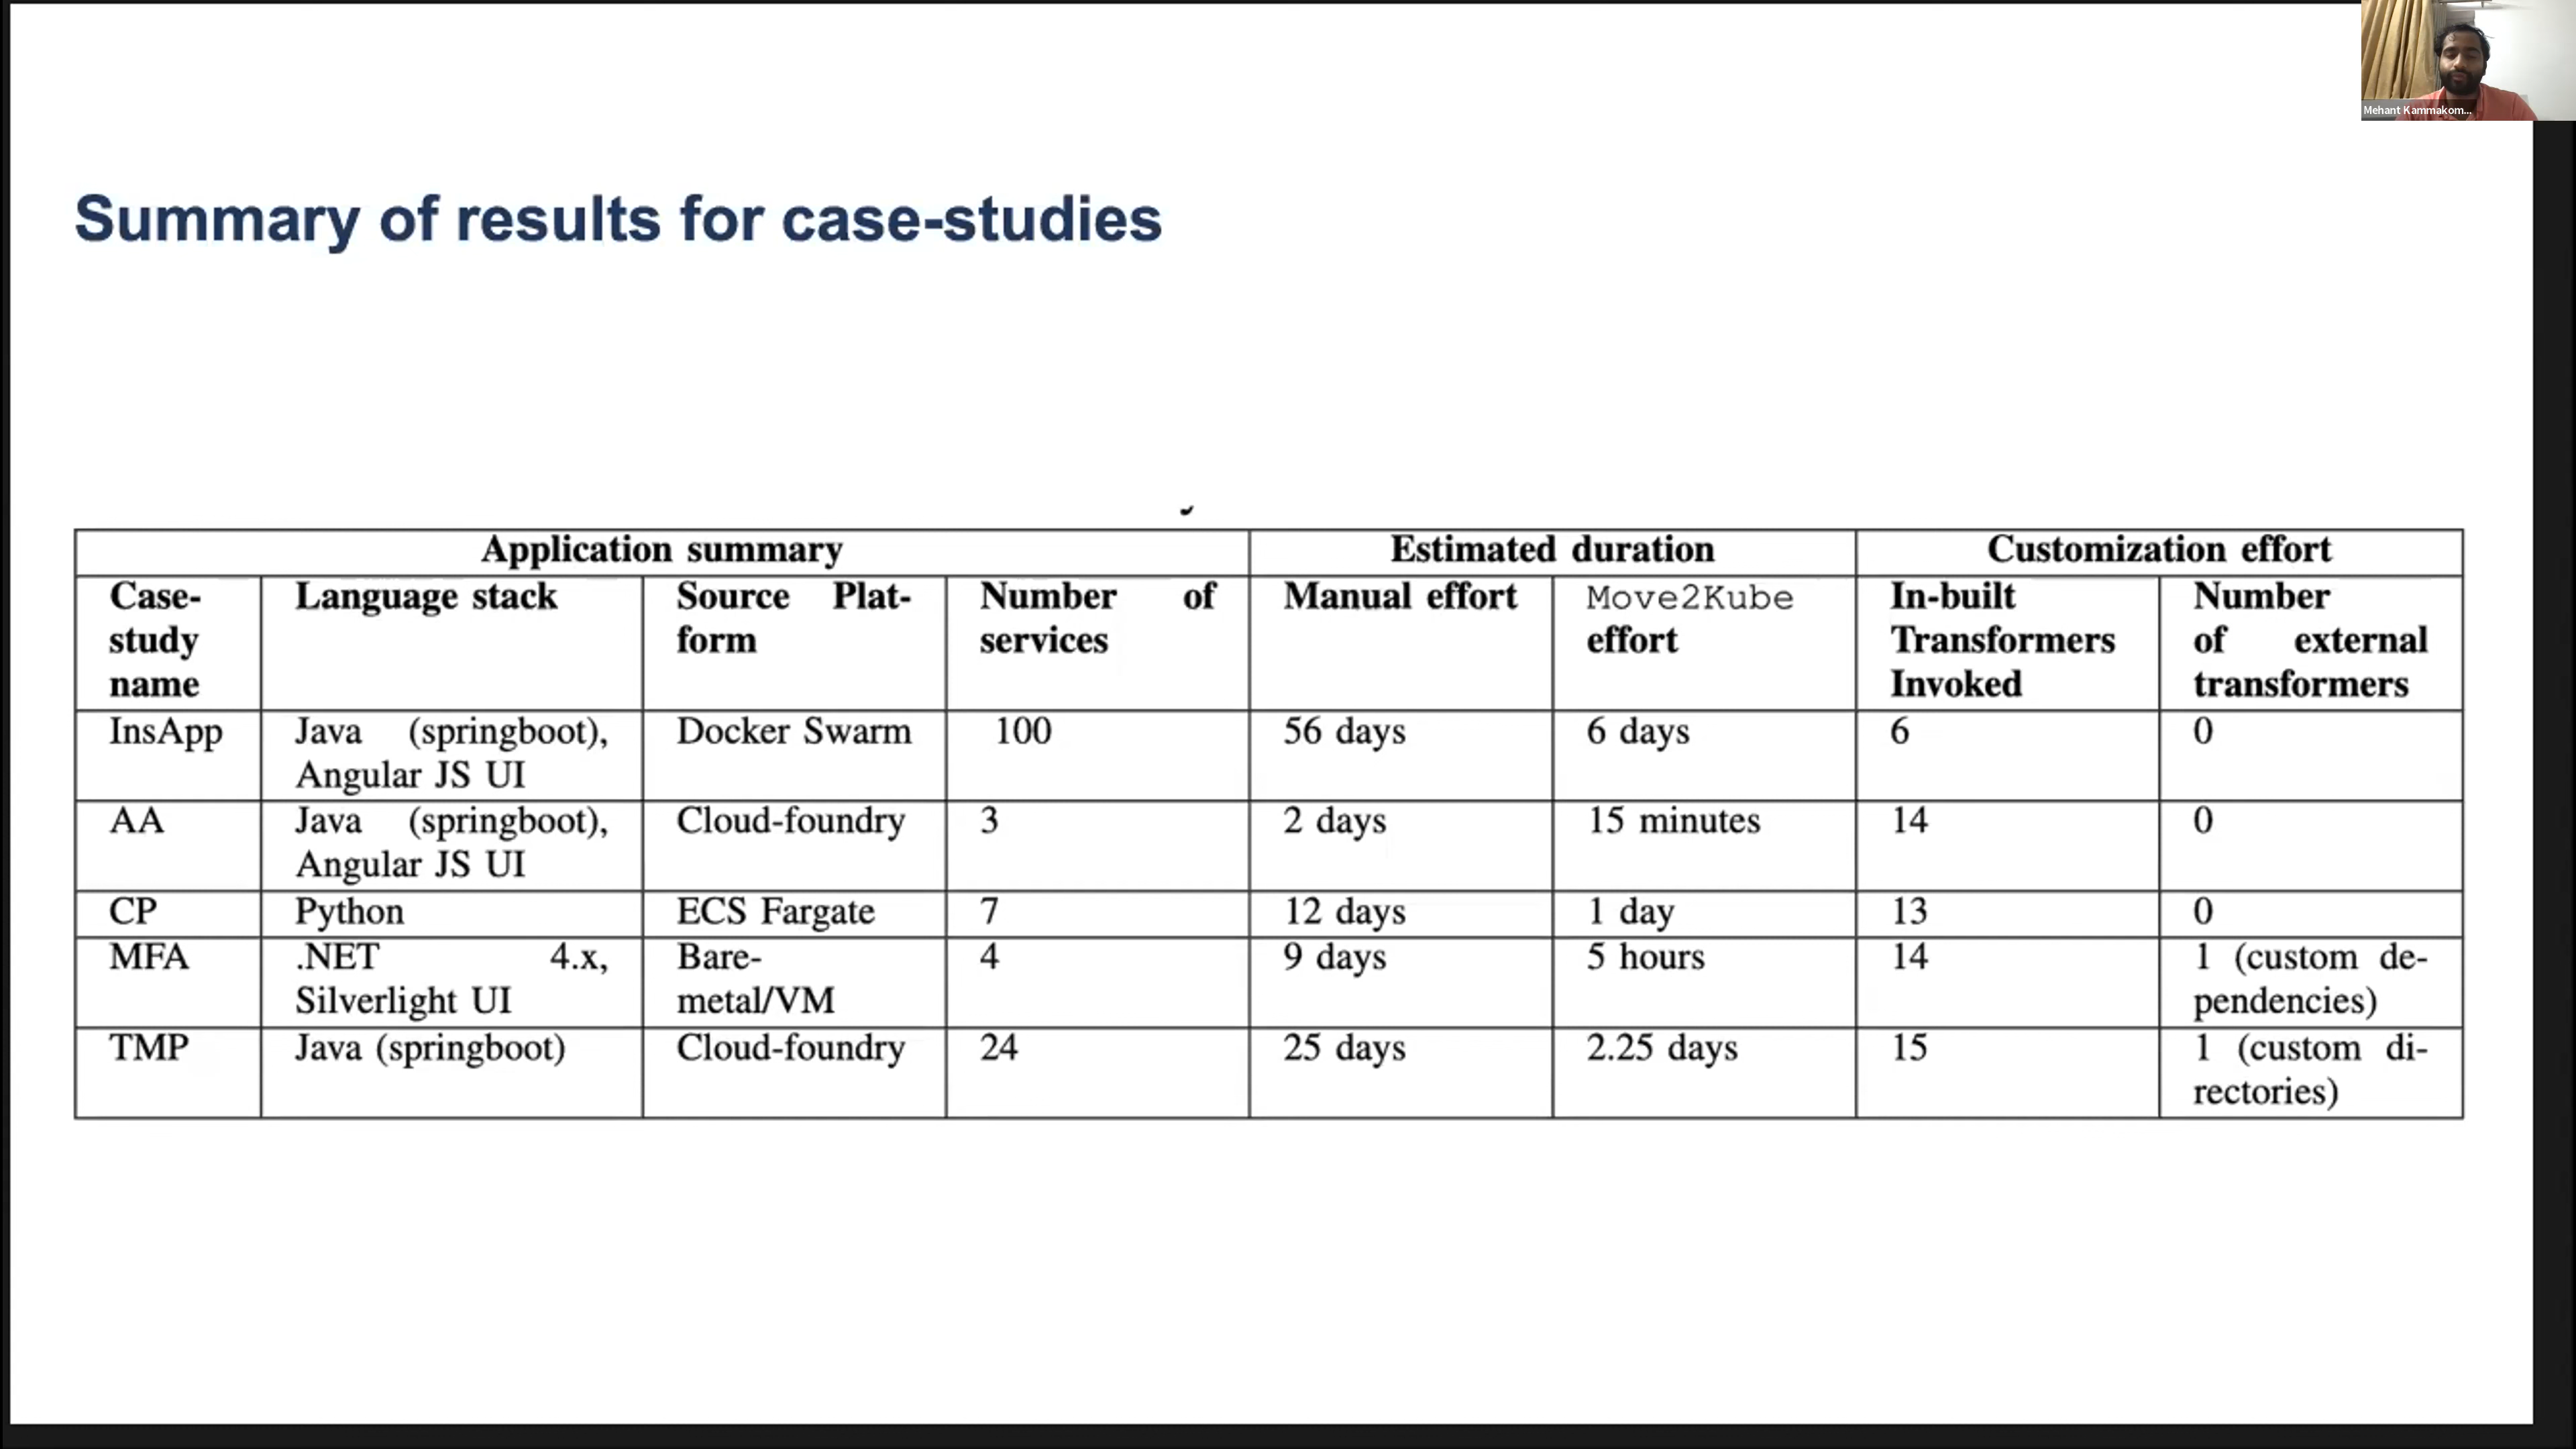 Mehant Kammakom...
Summary of results for case-studies
Application summary Estimated duration Customization effort
Case-study name Language stack Source Plat-form Number of services Manual effort Move2Kube effort In-built Transformers Invoked Number of external transformers
InsApp Java (springboot), Angular JS UI Docker Swarm 100 56 days 6 days 6 0
AA Java (springboot), Angular JS UI Cloud-foundry 3 2 days 15 minutes 14 0
CP Python ECS Fargate 7 12 days 1 day 13 0
MFA .NET 4.x, Silverlight UI Bare-metal/VM 4 9 days 5 hours 14 1 (custom de-pendencies)
TMP Java (springboot) Cloud-foundry 24 25 days 2.25 days 15 1 (custom di-rectories)